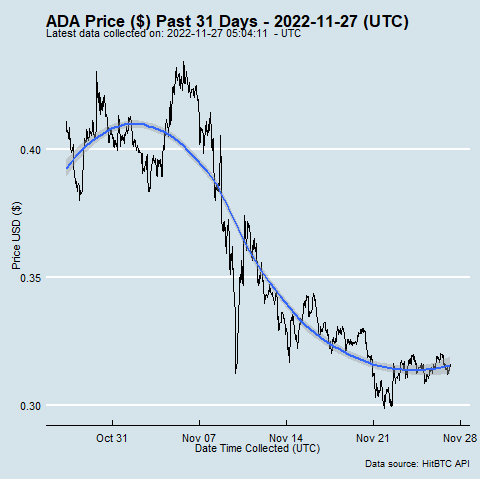 ADA Price ($) Past 31 Days - 2022-11-27 (UTC)
Latest data collected on: 2022-11-27 05:04:11 - UTC
0.40
0.35
0.30
Price USD ($)
Oct 31 Nov 07 Nov 14 Nov 21 Nov 28
Date Time Collected (UTC)
Data source: HitBTC API